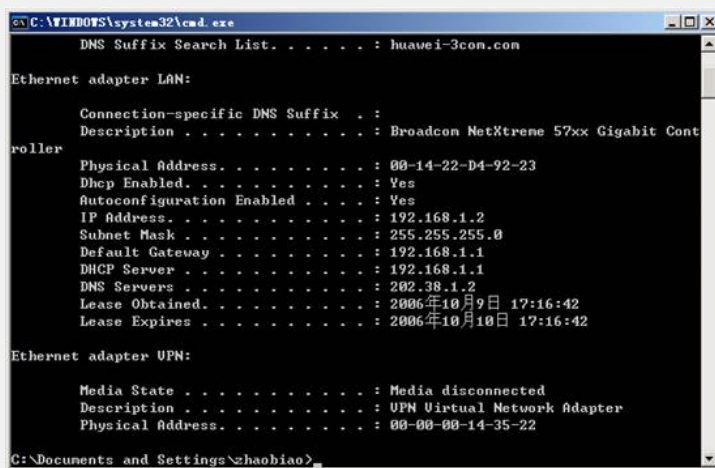 C:\WINDOWS\system32\cmd.exe
DNS Suffix Search List. . . . . . : huawei-3com.com
Ethernet adapter LAN:
Connection-specific DNS Suffix . :
Description . . . . . . . . . . . : Broadcom NetXtreme 57xx Gigabit Cont
roller
Physical Address. . . . . . . . . : 00-14-22-D4-92-23
Dhcp Enabled. . . . . . . . . . . : Yes
Autoconfiguration Enabled . . . . : Yes
IP Address. . . . . . . . . . . . : 192.168.1.2
Subnet Mask . . . . . . . . . . . : 255.255.255.0
Default Gateway . . . . . . . . . : 192.168.1.1
DHCP Server . . . . . . . . . . . : 192.168.1.1
DNS Servers . . . . . . . . . . . : 202.38.1.2
Lease Obtained. . . . . . . . . . : 2006年10月9日 17:16:42
Lease Expires . . . . . . . . . . : 2006年10月10日 17:16:42
Ethernet adapter VPN:
Media State . . . . . . . . . . . : Media disconnected
Description . . . . . . . . . . . : VPN Virtual Network Adapter
Physical Address. . . . . . . . . : 00-00-00-14-35-22
C:\Documents and Settings\zhaobiao>_